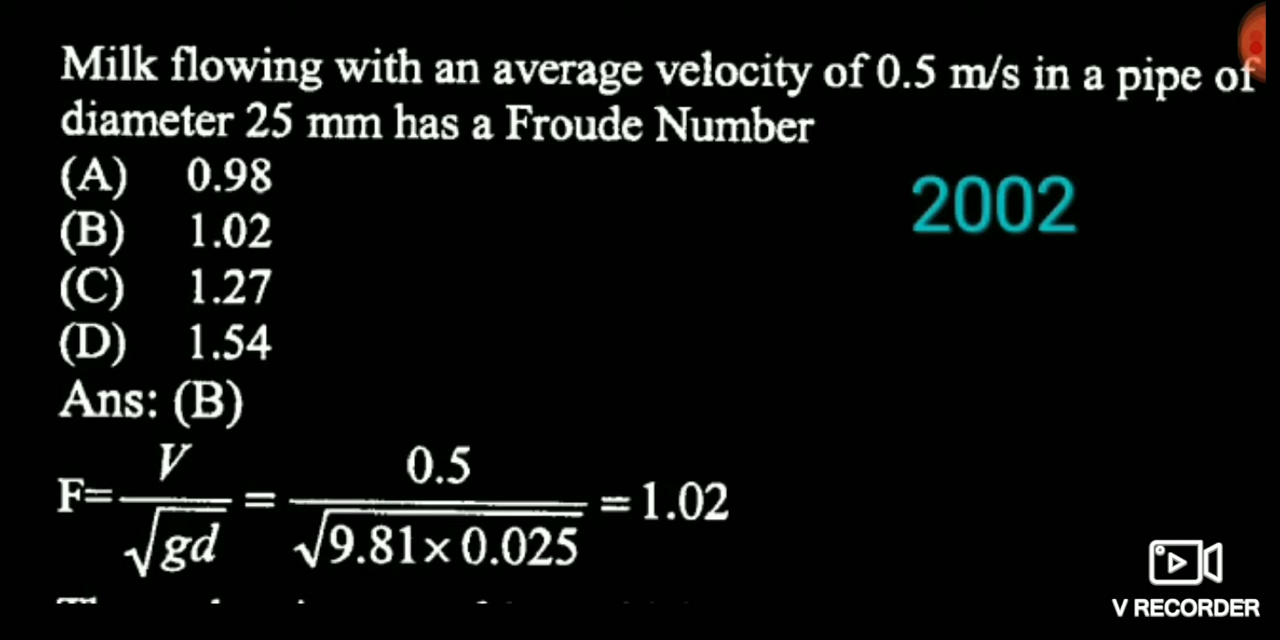 Milk flowing with an average velocity of 0.5 m/s in a pipe of
diameter 25 mm has a Froude Number
(A) 0.98
(B) 1.02
2002
(C) 1.27
(D) 1.54
Ans: (B)
F= V/√gd = 0.5/√9.81×0.025 = 1.02
V RECORDER